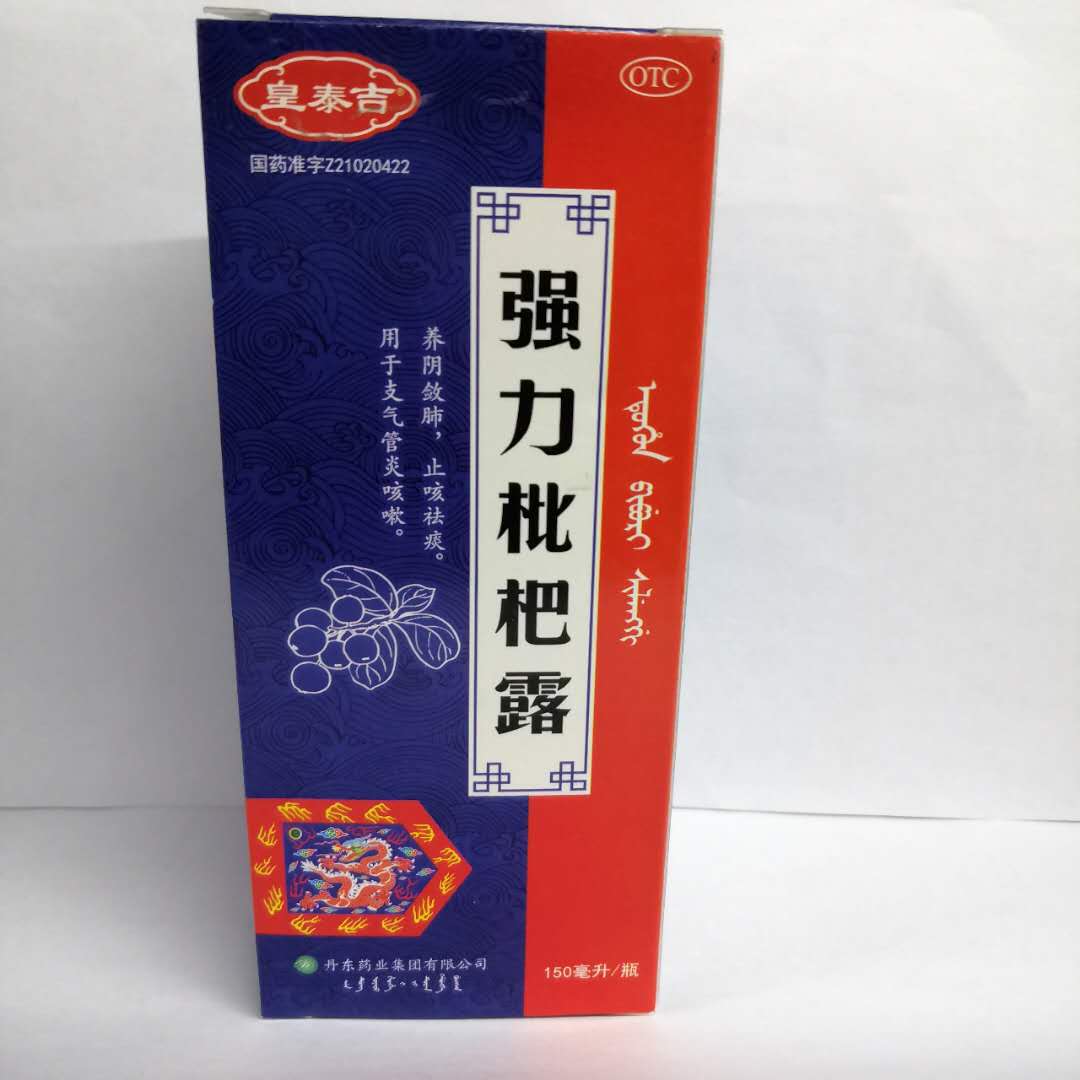 皇泰吉®
国药准字Z21020422
OTC
强力枇杷露
养阴敛肺，止咳祛痰。
用于支气管炎咳嗽。
丹东药业集团有限公司
150毫升/瓶